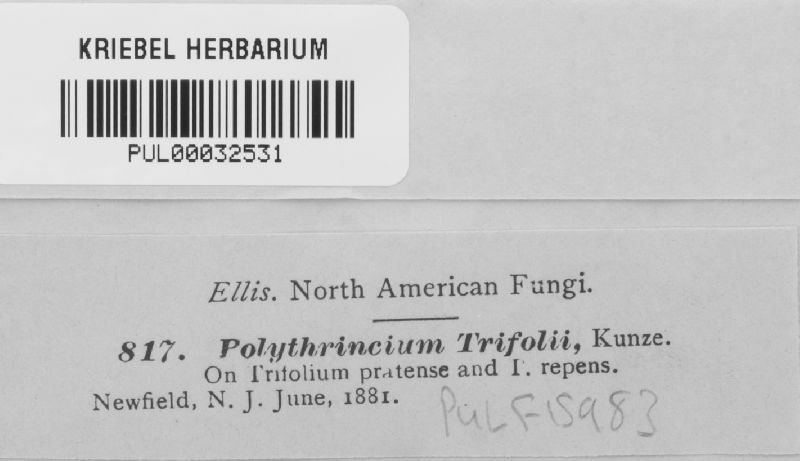 KRIEBEL HERBARIUM
PUL00032531
Ellis. North American Fungi.
817. Polythrincium Trifolii, Kunze.
On Trifolium pratense and T. repens.
Newfield, N. J. June, 1881.
PUL F15983